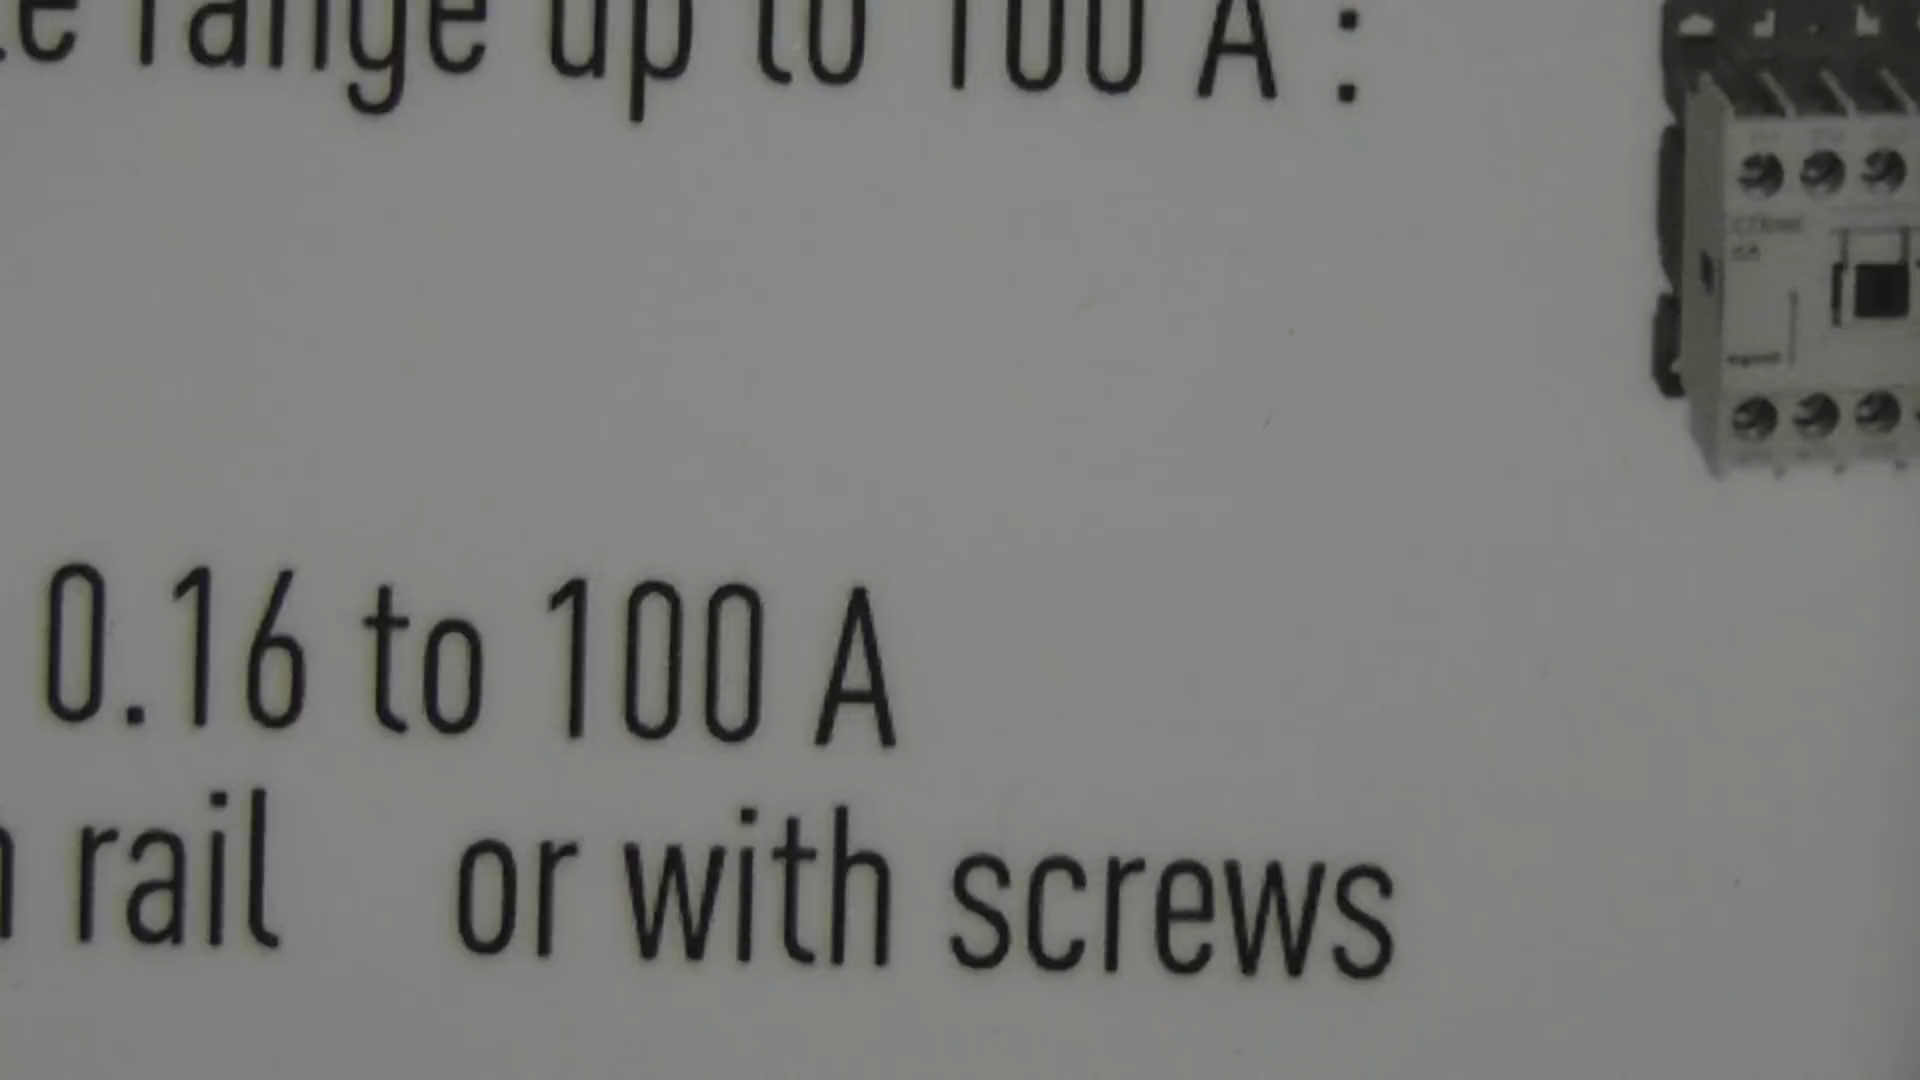 range up to 100 A :
0.16 to 100 A
rail or with screws